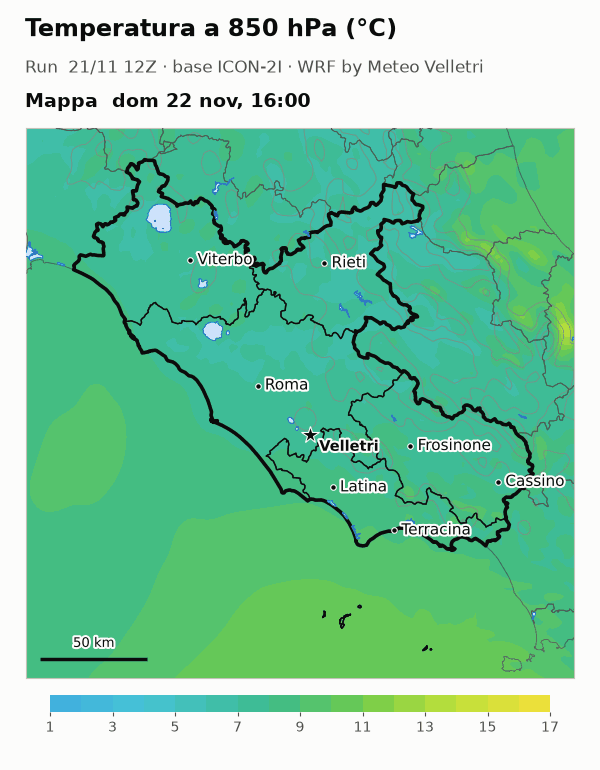 Temperatura a 850 hPa (°C)
Run  21/11 12Z · base ICON-2I · WRF by Meteo Velletri
Mappa  dom 22 nov, 16:00
Viterbo
Rieti
Roma
Velletri
Frosinone
Latina
Cassino
Terracina
50 km
1 3 5 7 9 11 13 15 17